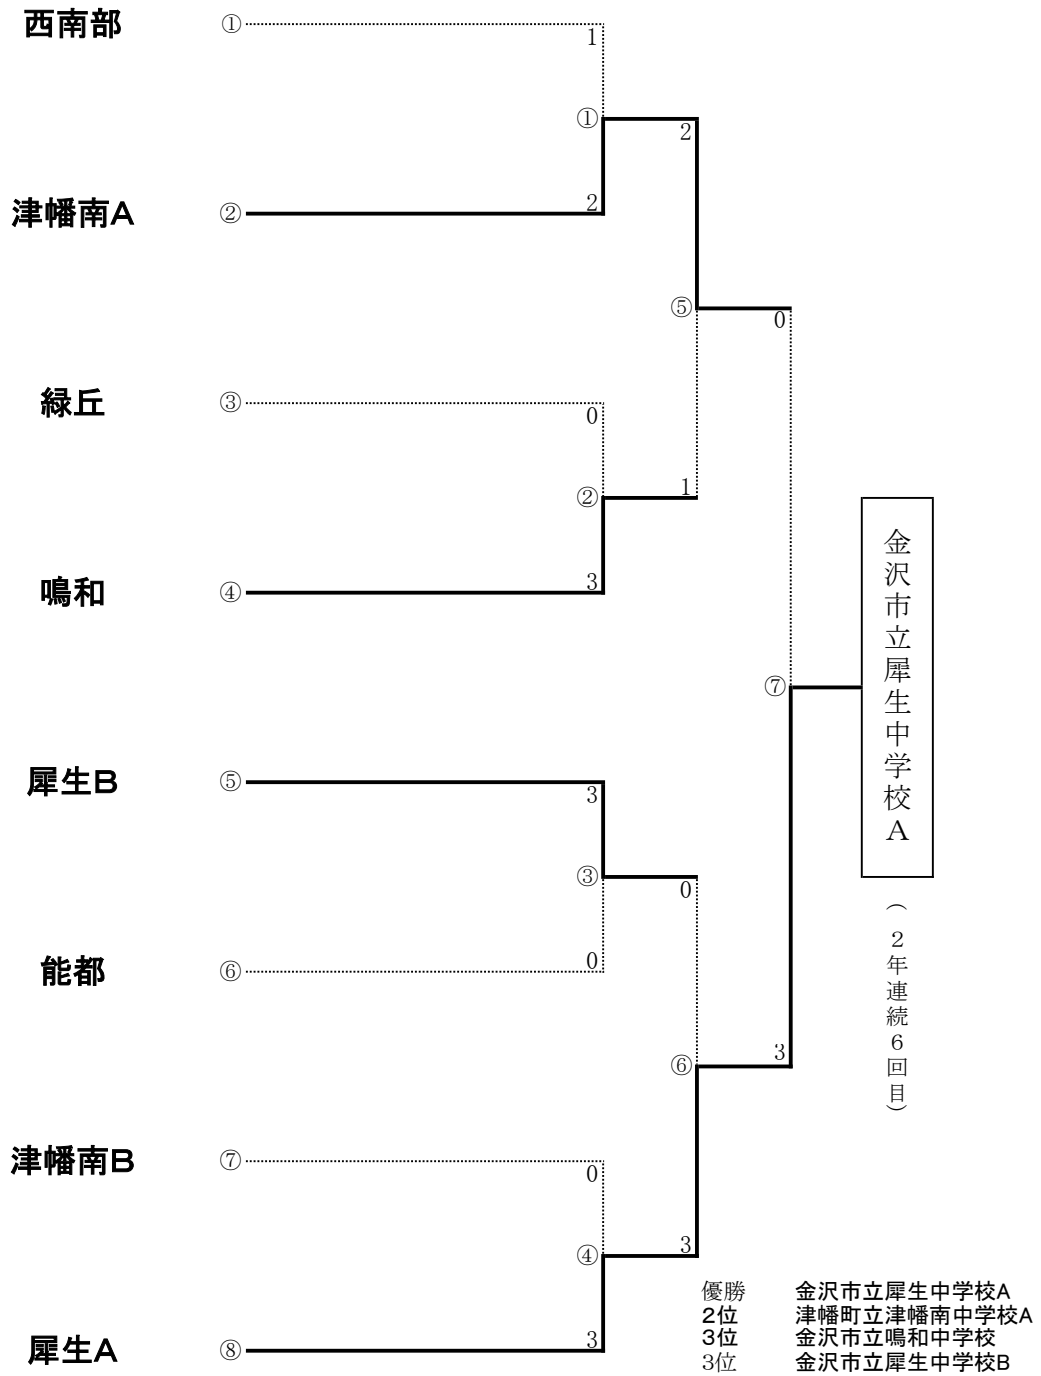 西南部 ①
1
① 2
津幡南A ② 2
⑤ 0
緑丘 ③
0
② 1
鳴和 ④ 3
金沢市立犀生中学校A
⑦
犀生B ⑤
3
③ 0
(2年連続6回目)
能都 ⑥ 0
⑥ 3
津幡南B ⑦
0
④ 3
犀生A ⑧ 3
優勝 金沢市立犀生中学校A
2位 津幡町立津幡南中学校A
3位 金沢市立鳴和中学校
3位 金沢市立犀生中学校B